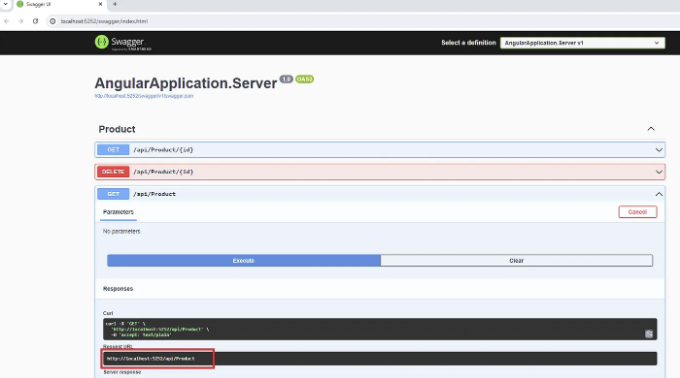 Swagger UI
localhost:5252/swagger/index.html
Swagger
Supported by SMARTBEAR
Select a definition
AngularApplication.Server v1
AngularApplication.Server 1.0 OAS3
http://localhost:5252/swagger/v1/swagger.json
Product
GET /api/Product/{id}
DELETE /api/Product/{id}
GET /api/Product
Parameters
Cancel
No parameters
Execute
Clear
Responses
Curl
curl -X 'GET' \
'http://localhost:5252/api/Product' \
-H 'accept: text/plain'
Request URL
http://localhost:5252/api/Product
Server response